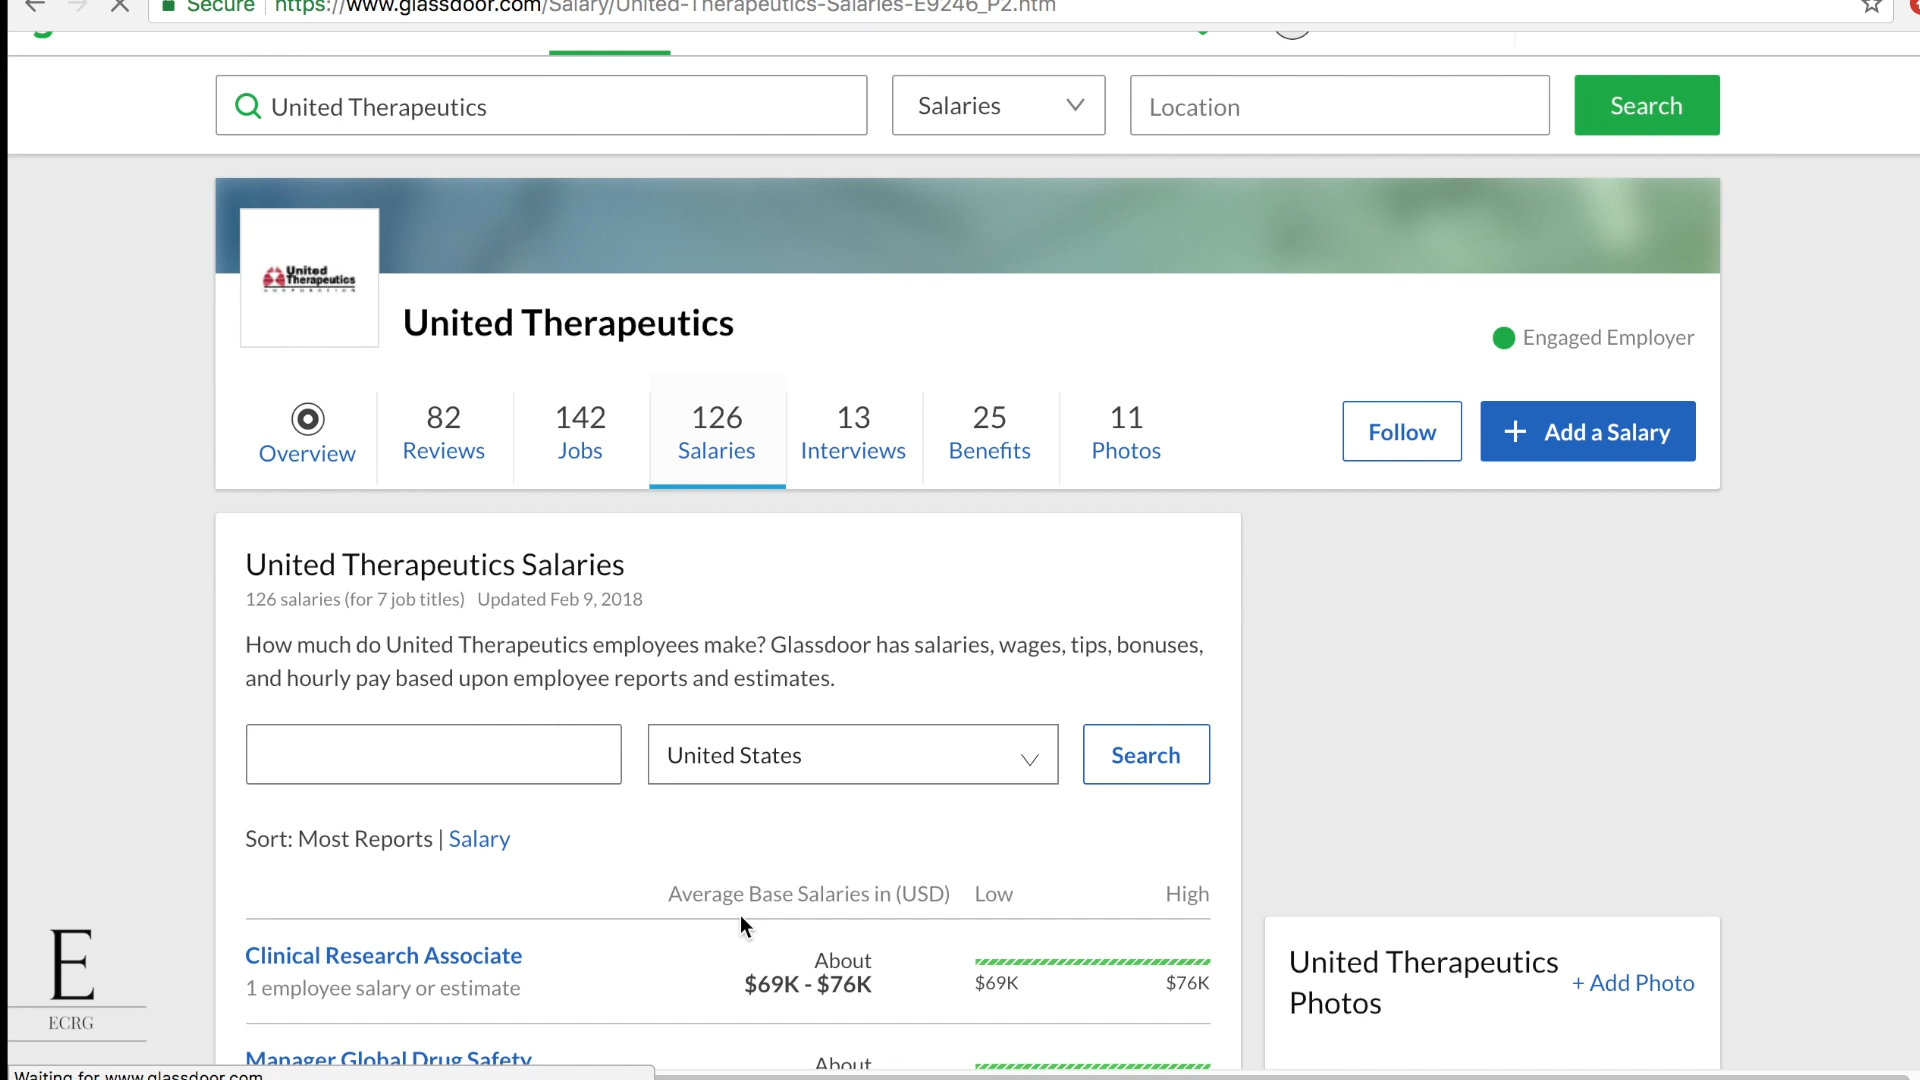 Secure https://www.glassdoor.com/Salary/United-Therapeutics-Salaries-E9246_P2.htm
United Therapeutics Salaries Location Search
United
Therapeutics
CORPORATION
United Therapeutics
Engaged Employer
82 142 126 13 25 11
Overview Reviews Jobs Salaries Interviews Benefits Photos
Follow + Add a Salary
United Therapeutics Salaries
126 salaries (for 7 job titles) Updated Feb 9, 2018
How much do United Therapeutics employees make? Glassdoor has salaries, wages, tips, bonuses,
and hourly pay based upon employee reports and estimates.
United States Search
Sort: Most Reports | Salary
Average Base Salaries in (USD) Low High
Clinical Research Associate About
1 employee salary or estimate $69K - $76K $69K $76K
United Therapeutics
Photos
+ Add Photo
E
ECRG
Manager Global Drug Safety About
Waiting for www.glassdoor.com